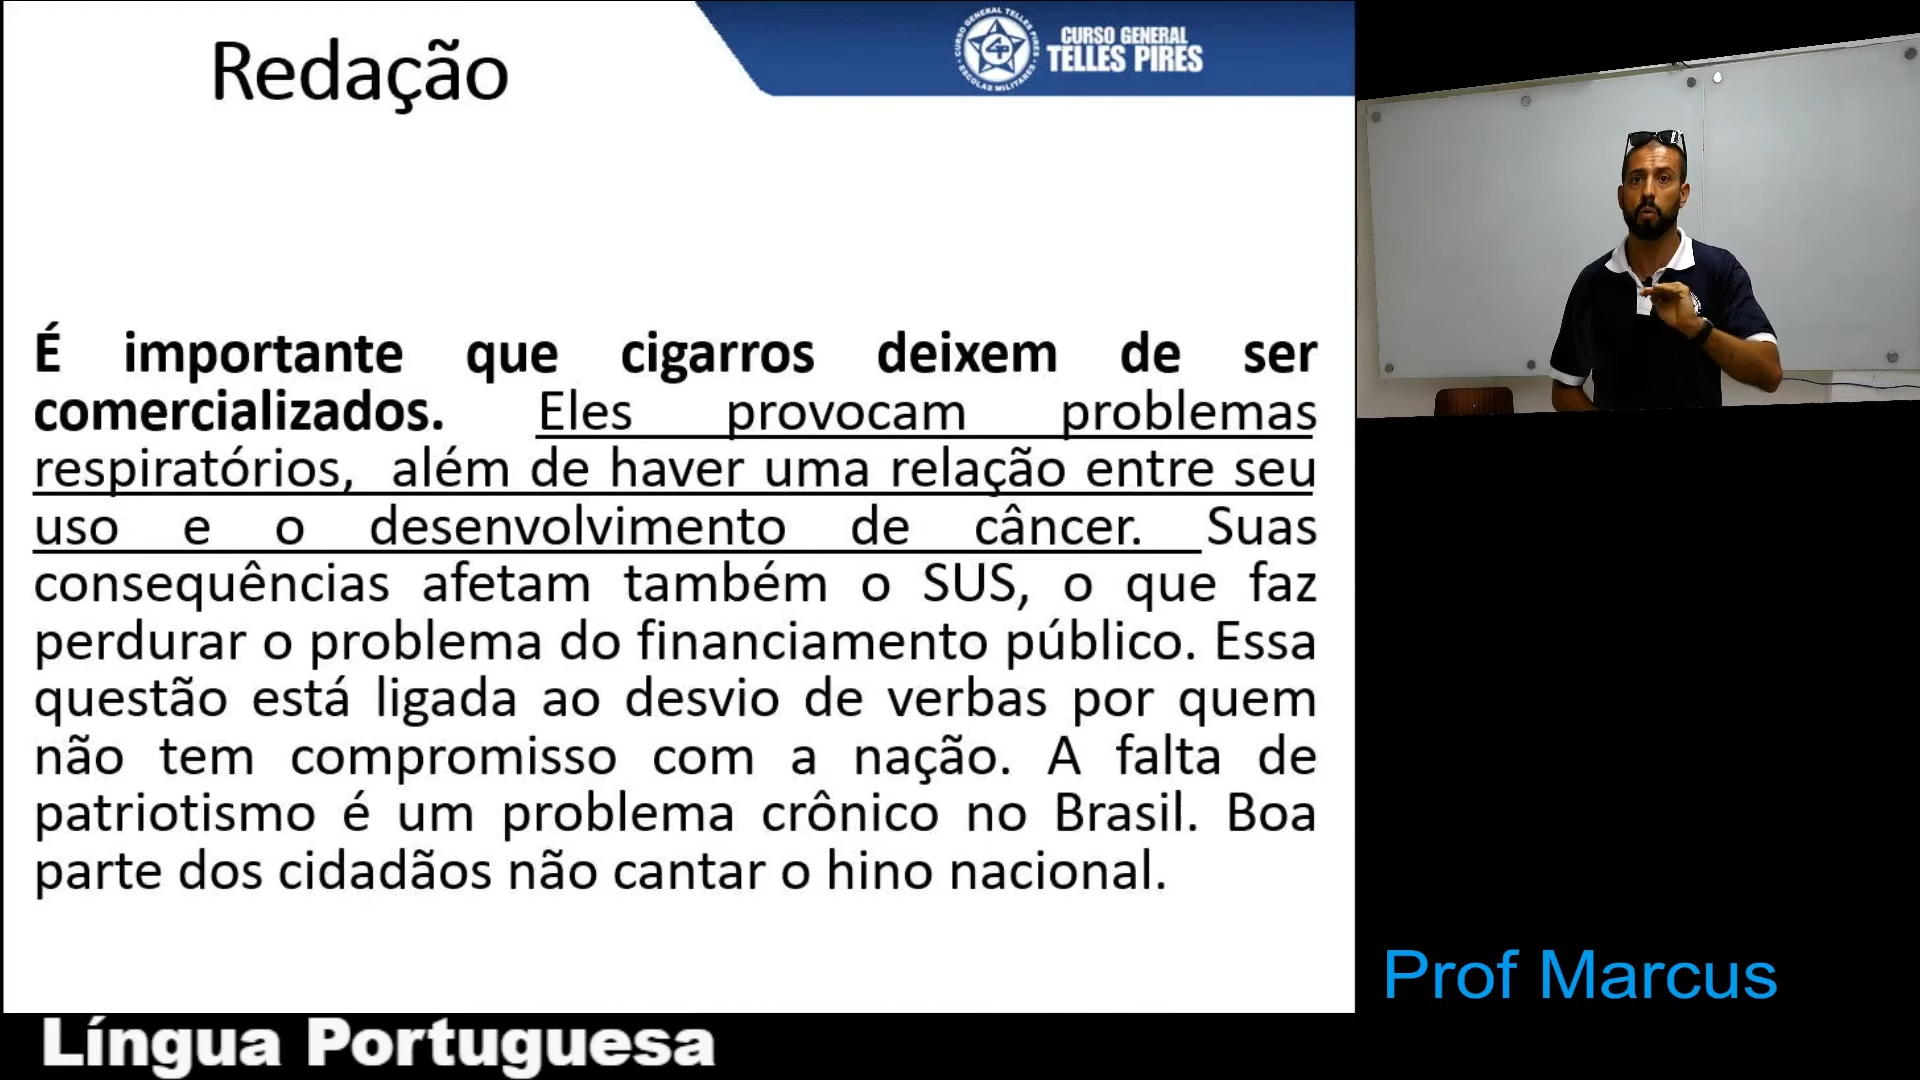 Redação
CURSO GENERAL
TELLES PIRES
CURSO GENERAL TELLES PIRES
ESCOLAS MILITARES
É importante que cigarros deixem de ser
comercializados. Eles provocam problemas
respiratórios, além de haver uma relação entre seu
uso e o desenvolvimento de câncer. Suas
consequências afetam também o SUS, o que faz
perdurar o problema do financiamento público. Essa
questão está ligada ao desvio de verbas por quem
não tem compromisso com a nação. A falta de
patriotismo é um problema crônico no Brasil. Boa
parte dos cidadãos não cantar o hino nacional.
Prof Marcus
Língua Portuguesa